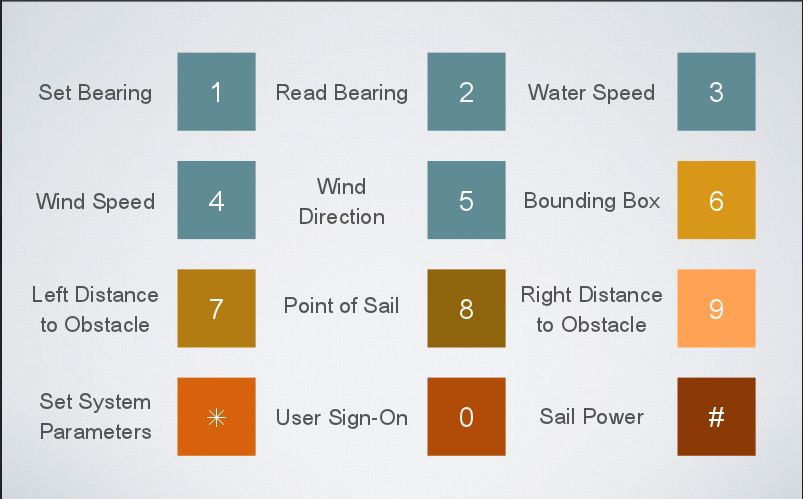 Set Bearing 1 Read Bearing 2 Water Speed 3
Wind Speed 4 Wind
Direction 5 Bounding Box 6
Left Distance
to Obstacle 7 Point of Sail 8 Right Distance
to Obstacle 9
Set System
Parameters * User Sign-On 0 Sail Power #